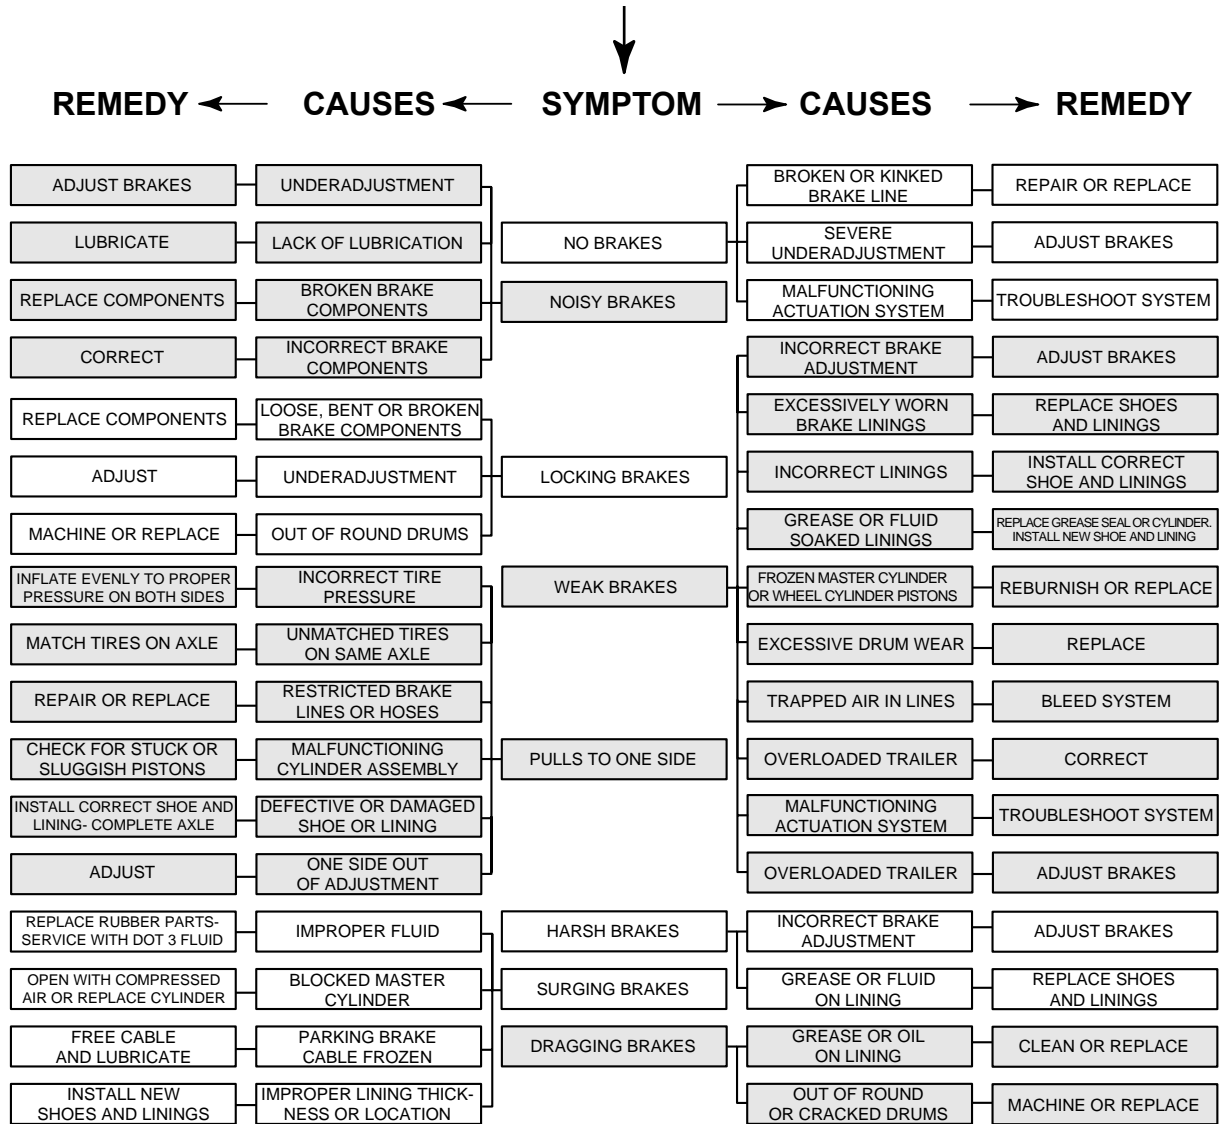 REMEDY CAUSES SYMPTOM CAUSES REMEDY
ADJUST BRAKES
UNDERADJUSTMENT
LUBRICATE
LACK OF LUBRICATION
REPLACE COMPONENTS
BROKEN BRAKE
COMPONENTS
CORRECT
INCORRECT BRAKE
COMPONENTS
REPLACE COMPONENTS
LOOSE, BENT OR BROKEN
BRAKE COMPONENTS
ADJUST
UNDERADJUSTMENT
MACHINE OR REPLACE
OUT OF ROUND DRUMS
INFLATE EVENLY TO PROPER
PRESSURE ON BOTH SIDES
INCORRECT TIRE
PRESSURE
MATCH TIRES ON AXLE
UNMATCHED TIRES
ON SAME AXLE
REPAIR OR REPLACE
RESTRICTED BRAKE
LINES OR HOSES
CHECK FOR STUCK OR
SLUGGISH PISTONS
MALFUNCTIONING
CYLINDER ASSEMBLY
INSTALL CORRECT SHOE AND
LINING- COMPLETE AXLE
DEFECTIVE OR DAMAGED
SHOE OR LINING
ADJUST
ONE SIDE OUT
OF ADJUSTMENT
REPLACE RUBBER PARTS-
SERVICE WITH DOT 3 FLUID
IMPROPER FLUID
OPEN WITH COMPRESSED
AIR OR REPLACE CYLINDER
BLOCKED MASTER
CYLINDER
FREE CABLE
AND LUBRICATE
PARKING BRAKE
CABLE FROZEN
INSTALL NEW
SHOES AND LININGS
IMPROPER LINING THICK-
NESS OR LOCATION
NO BRAKES
NOISY BRAKES
LOCKING BRAKES
WEAK BRAKES
PULLS TO ONE SIDE
HARSH BRAKES
SURGING BRAKES
DRAGGING BRAKES
BROKEN OR KINKED
BRAKE LINE
REPAIR OR REPLACE
SEVERE
UNDERADJUSTMENT
ADJUST BRAKES
MALFUNCTIONING
ACTUATION SYSTEM
TROUBLESHOOT SYSTEM
INCORRECT BRAKE
ADJUSTMENT
ADJUST BRAKES
EXCESSIVELY WORN
BRAKE LININGS
REPLACE SHOES
AND LININGS
INCORRECT LININGS
INSTALL CORRECT
SHOE AND LININGS
GREASE OR FLUID
SOAKED LININGS
REPLACE GREASE SEAL OR CYLINDER.
INSTALL NEW SHOE AND LINING
FROZEN MASTER CYLINDER
OR WHEEL CYLINDER PISTONS
REBURNISH OR REPLACE
EXCESSIVE DRUM WEAR
REPLACE
TRAPPED AIR IN LINES
BLEED SYSTEM
OVERLOADED TRAILER
CORRECT
MALFUNCTIONING
ACTUATION SYSTEM
TROUBLESHOOT SYSTEM
OVERLOADED TRAILER
ADJUST BRAKES
INCORRECT BRAKE
ADJUSTMENT
ADJUST BRAKES
GREASE OR FLUID
ON LINING
REPLACE SHOES
AND LININGS
GREASE OR OIL
ON LINING
CLEAN OR REPLACE
OUT OF ROUND
OR CRACKED DRUMS
MACHINE OR REPLACE